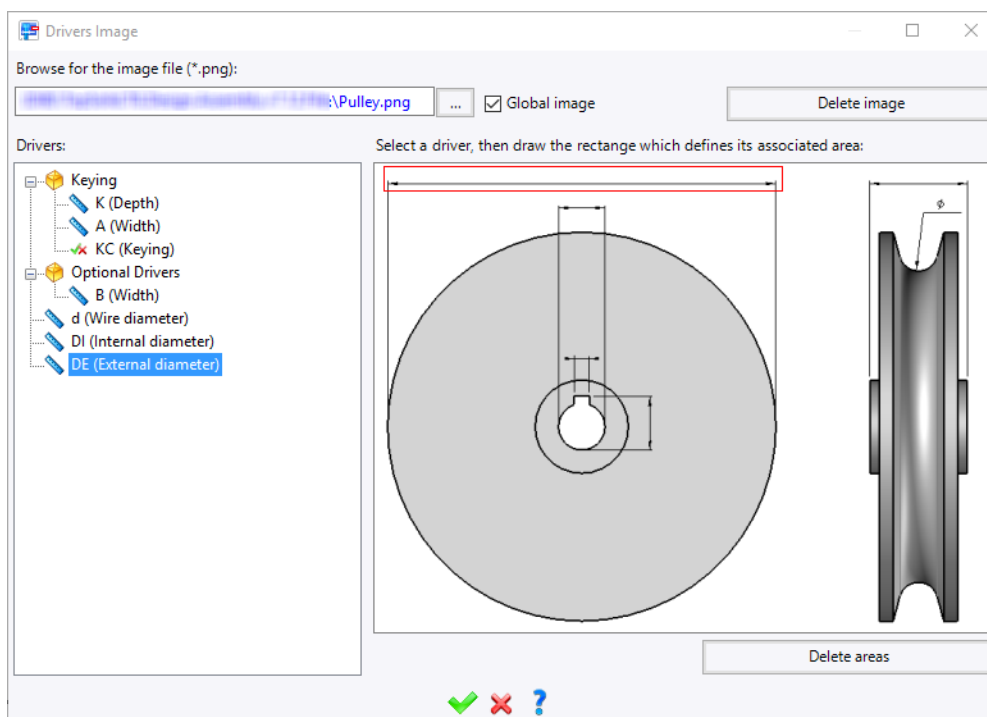 Drivers Image
Browse for the image file (*.png):
:\Pulley.png
...
Global image
Delete image
Drivers:
Select a driver, then draw the rectange which defines its associated area:
Keying
K (Depth)
A (Width)
KC (Keying)
Optional Drivers
B (Width)
d (Wire diameter)
DI (Internal diameter)
DE (External diameter)
ϕ
Delete areas
?